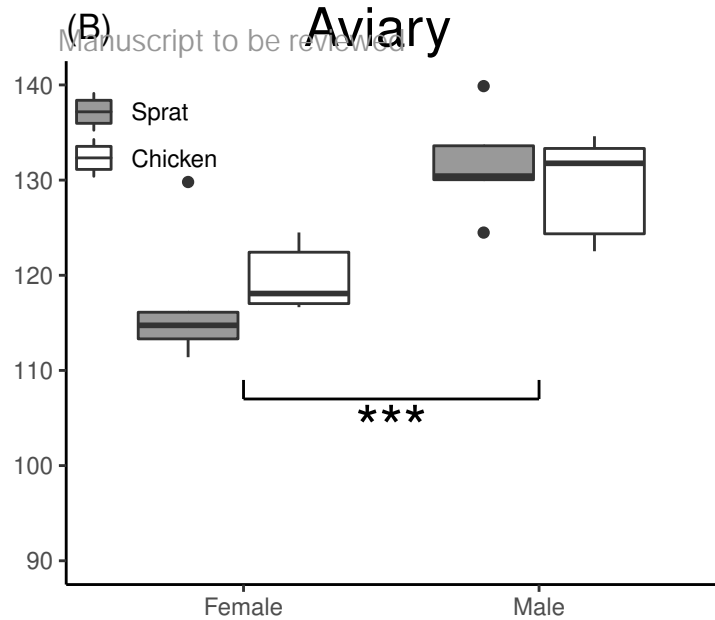 (B)
Aviary
Manuscript to be reviewed
140
Sprat
Chicken
130
120
110
***
100
90
Female Male